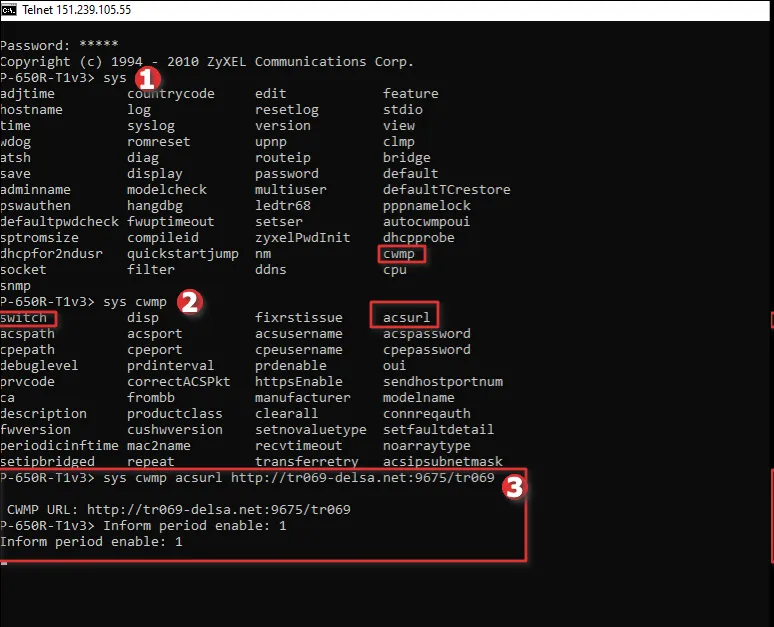 Telnet 151.239.105.55
Password: *****
Copyright (c) 1994 - 2010 ZyXEL Communications Corp.
P-650R-T1v3> sys 1
adjtime countrycode edit feature
hostname log resetlog stdio
time syslog version view
wdog romreset upnp clmp
atsh diag routeip bridge
save display password default
adminname modelcheck multiuser defaultTCrestore
pswauthen hangdbg ledtr68 pppnamelock
defaultpwdcheck fwuptimeout setser autocwmpoui
sptromsize compileid zyxelPwdInit dhcpprobe
dhcpfor2ndusr quickstartjump nm cwmp
socket filter ddns cpu
snmp
P-650R-T1v3> sys cwmp 2
switch disp fixrstissue acsurl
acspath acsport acsusername acspassword
cpepath cpeport cpeusername cpepassword
debuglevel prdinterval prdenable oui
prvcode correctACSPkt httpsEnable sendhostportnum
ca frombb manufacturer modelname
description productclass clearall connreqauth
fwversion cushwversion setnovaluetype setfaultdetail
periodicinftime mac2name recvtimeout noarraytype
setipbridged repeat transferretry acsipsubnetmask
P-650R-T1v3> sys cwmp acsurl http://tr069-delsa.net:9675/tr069 3
CWMP URL: http://tr069-delsa.net:9675/tr069
P-650R-T1v3> Inform period enable: 1
Inform period enable: 1